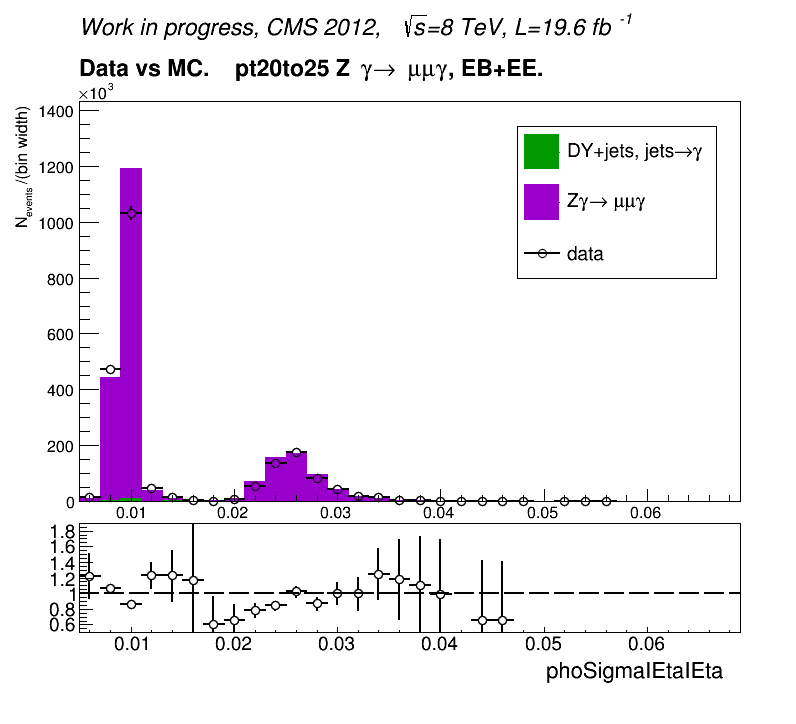 Work in progress, CMS 2012, √s=8 TeV, L=19.6 fb -1
Data vs MC. pt20to25 Z γ→ μμγ, EB+EE.
×10³
N events /(bin width)
1400
1200
1000
800
600
400
200
0
DY+jets, jets→γ
Zγ→ μμγ
data
0.01 0.02 0.03 0.04 0.05 0.06
1.8
1.6
1.4
1.2
1
0.8
0.6
0.01 0.02 0.03 0.04 0.05 0.06
phoSigmaIEtaIEta